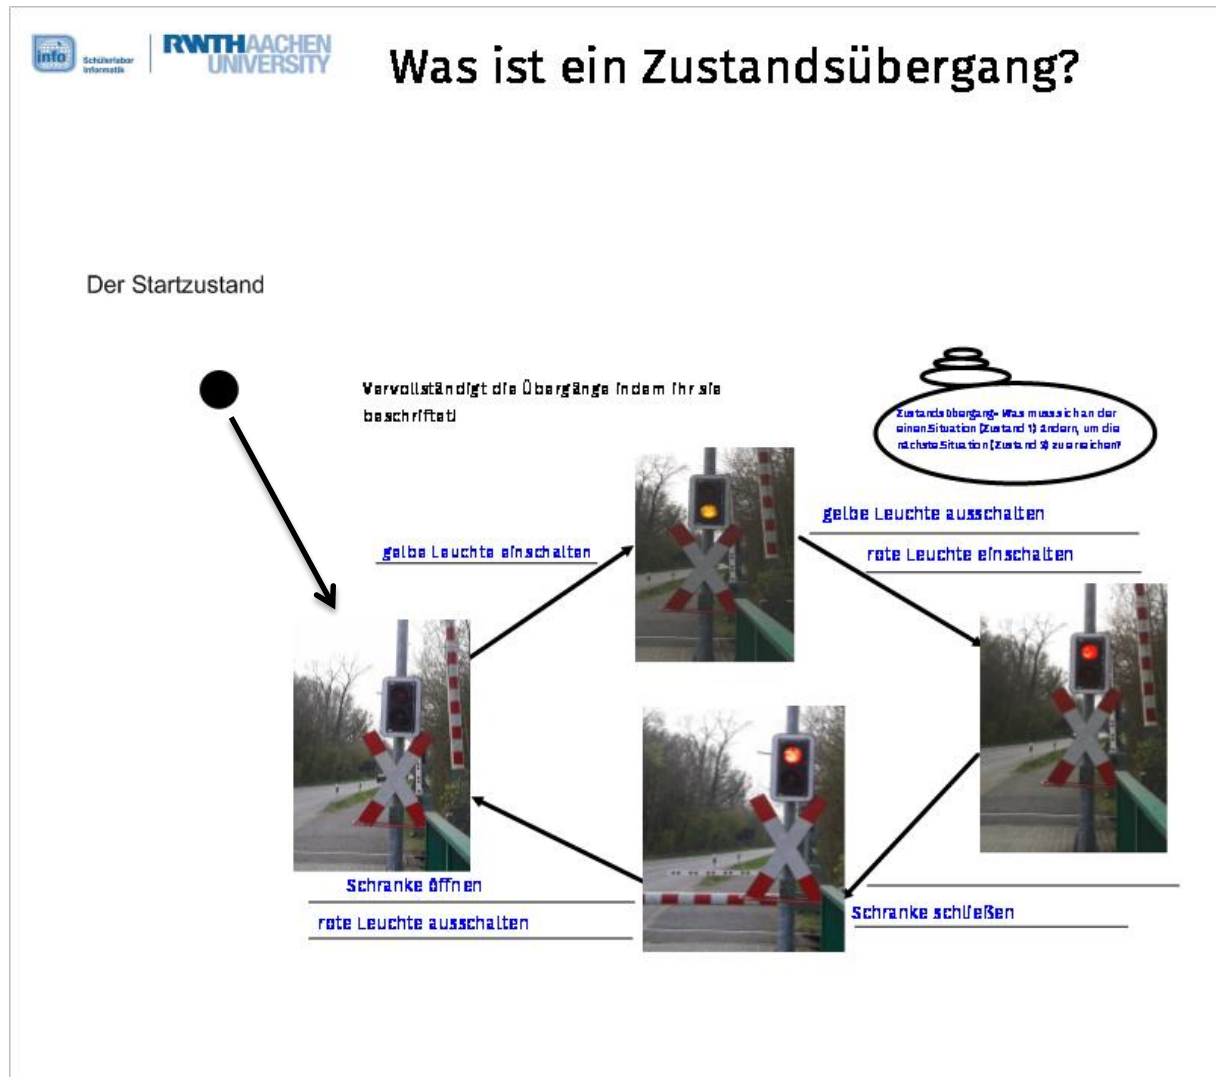 info Schülerlabor
Informatik
RWTHAACHEN
UNIVERSITY
Was ist ein Zustandsübergang?
Der Startzustand
Vervollständigt die Übergänge indem ihr sie
beschriftet!
Zustandsübergang- Was muss sich an der
einen Situation (Zustand 1) ändern, um die
nächste Situation (Zustand 2) zu erreichen?
gelbe Leuchte einschalten
gelbe Leuchte ausschalten
rote Leuchte einschalten
Schranke schließen
Schranke öffnen
rote Leuchte ausschalten